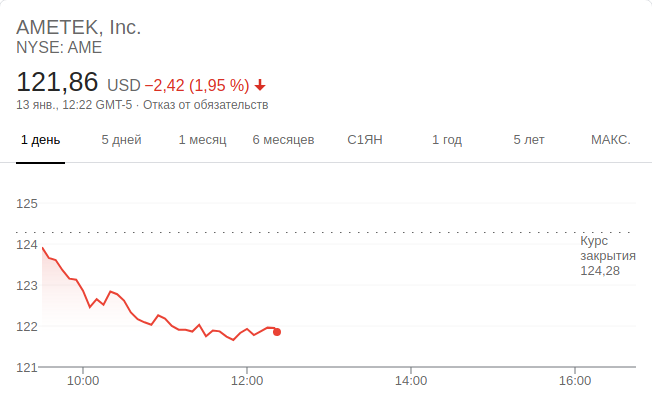 AMETEK, Inc.
NYSE: AME
121,86 USD −2,42 (1,95 %)
13 янв., 12:22 GMT-5 · Отказ от обязательств
1 день 5 дней 1 месяц 6 месяцев С1ЯН 1 год 5 лет МАКС.
125
124
123
122
121
Курс
закрытия
124,28
10:00 12:00 14:00 16:00